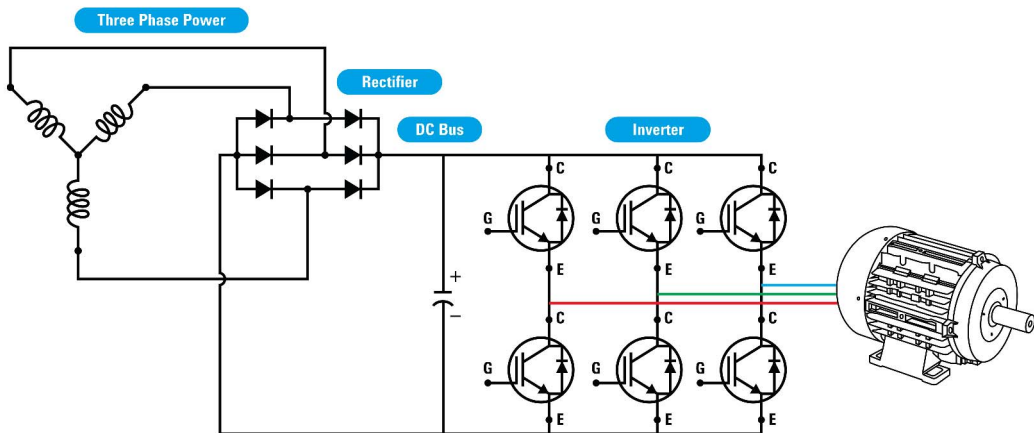 Three Phase Power
Rectifier
DC Bus
Inverter
C C C
G G G
E E E
+
−
C C C
G G G
E E E